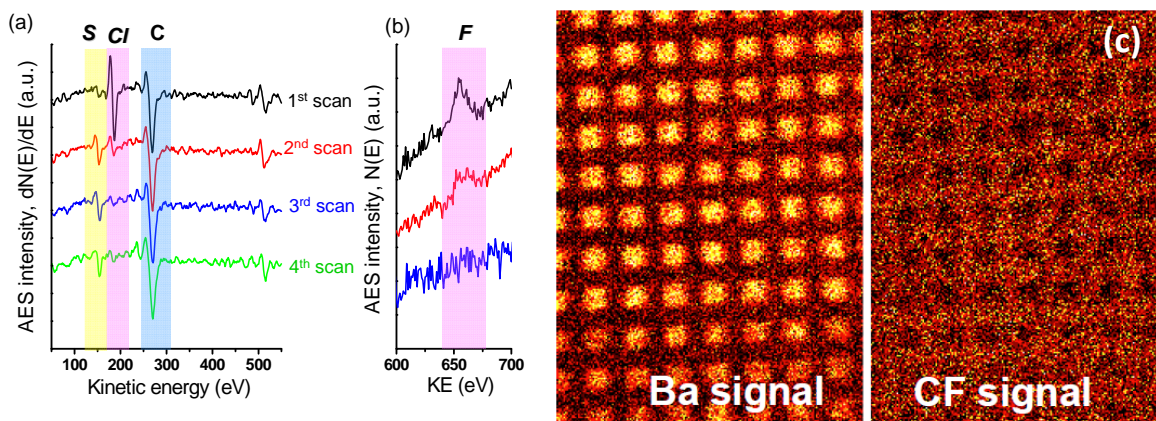 (a)
S Cl C
AES intensity, dN(E)/dE (a.u.)
1st scan
2nd scan
3rd scan
4th scan
100 200 300 400 500
Kinetic energy (eV)
(b)
F
AES intensity, N(E) (a.u.)
600 650 700
KE (eV)
(c)
Ba signal
CF signal